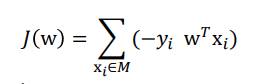 J(w) = ∑ (−yᵢ wᵀxᵢ)
xᵢ∈M